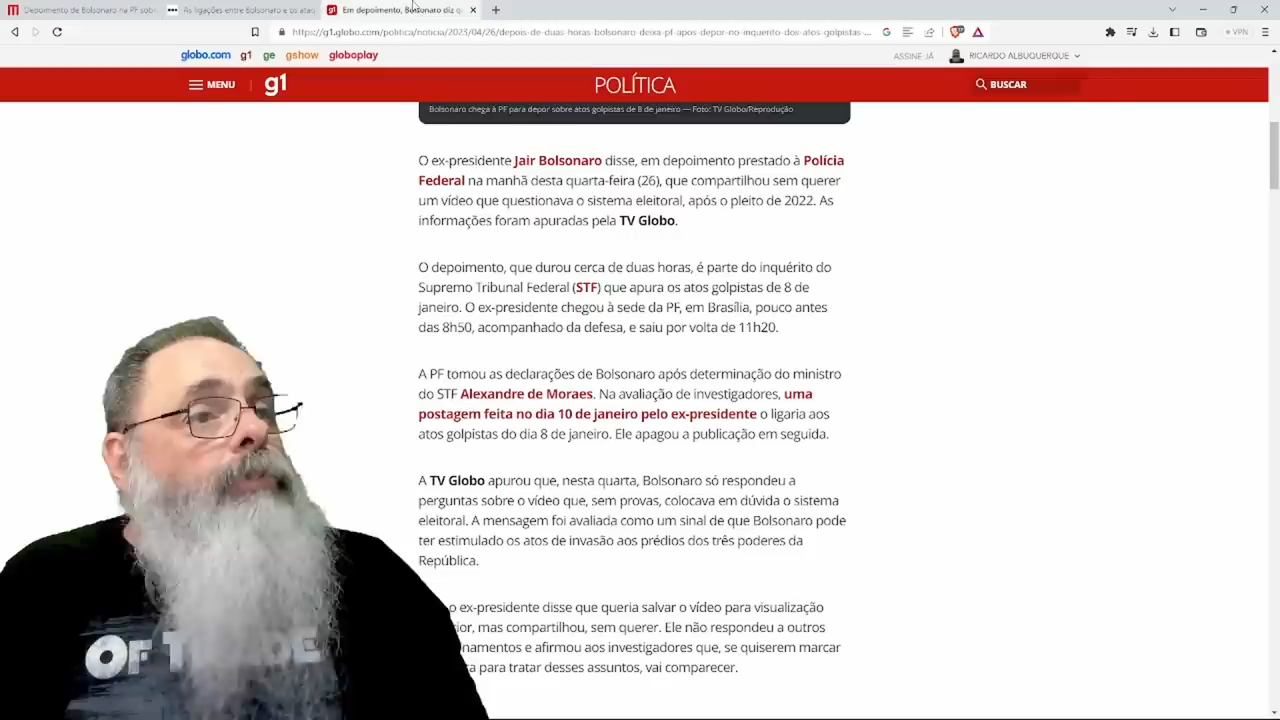 Depoimento de Bolsonaro na PF sob
As ligações entre Bolsonaro e os ataq
Em depoimento, Bolsonaro diz q
https://g1.globo.com/politica/noticia/2023/04/26/depois-de-duas-horas-bolsonaro-deixa-pf-apos-depor-no-inquerito-dos-atos-golpistas-...
VPN
globo.com g1 ge gshow globoplay
ASSINE JÁ
RICARDO ALBUQUERQUE
MENU
g1
POLÍTICA
BUSCAR
Bolsonaro chega à PF para depor sobre atos golpistas de 8 de janeiro — Foto: TV Globo/Reprodução
O ex-presidente Jair Bolsonaro disse, em depoimento prestado à Polícia
Federal na manhã desta quarta-feira (26), que compartilhou sem querer
um vídeo que questionava o sistema eleitoral, após o pleito de 2022. As
informações foram apuradas pela TV Globo.
O depoimento, que durou cerca de duas horas, é parte do inquérito do
Supremo Tribunal Federal (STF) que apura os atos golpistas de 8 de
janeiro. O ex-presidente chegou à sede da PF, em Brasília, pouco antes
das 8h50, acompanhado da defesa, e saiu por volta de 11h20.
A PF tomou as declarações de Bolsonaro após determinação do ministro
do STF Alexandre de Moraes. Na avaliação de investigadores, uma
postagem feita no dia 10 de janeiro pelo ex-presidente o ligaria aos
atos golpistas do dia 8 de janeiro. Ele apagou a publicação em seguida.
A TV Globo apurou que, nesta quarta, Bolsonaro só respondeu a
perguntas sobre o vídeo que, sem provas, colocava em dúvida o sistema
eleitoral. A mensagem foi avaliada como um sinal de que Bolsonaro pode
ter estimulado os atos de invasão aos prédios dos três poderes da
República.
o ex-presidente disse que queria salvar o vídeo para visualização
ior, mas compartilhou, sem querer. Ele não respondeu a outros
namentos e afirmou aos investigadores que, se quiserem marcar
a para tratar desses assuntos, vai comparecer.
OF T